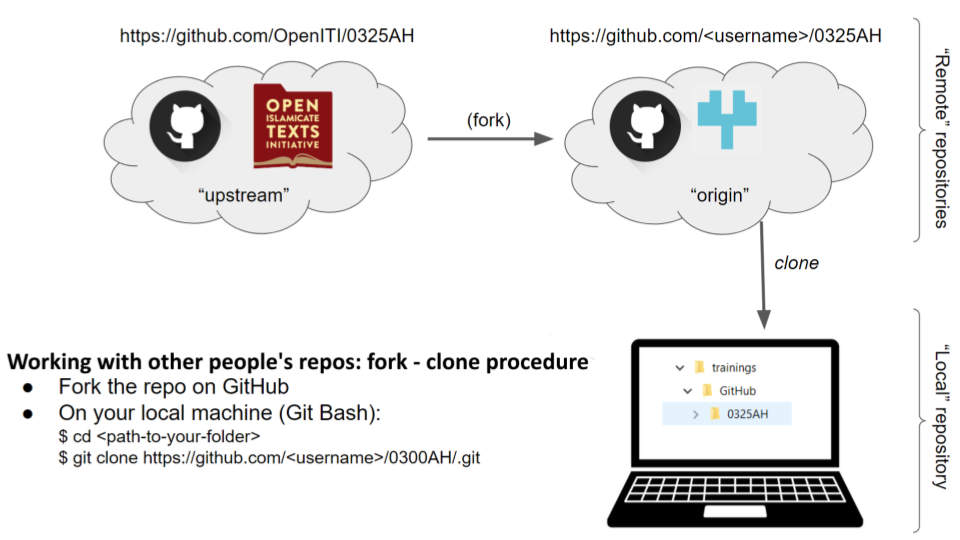 https://github.com/OpenITI/0325AH
https://github.com/<username>/0325AH
OPEN
ISLAMICATE
TEXTS
INITIATIVE
(fork)
“upstream”
“origin”
“Remote” repositories
clone
Working with other people's repos: fork - clone procedure
● Fork the repo on GitHub
● On your local machine (Git Bash):
$ cd <path-to-your-folder>
$ git clone https://github.com/<username>/0300AH/.git
trainings
GitHub
0325AH
“Local” repository